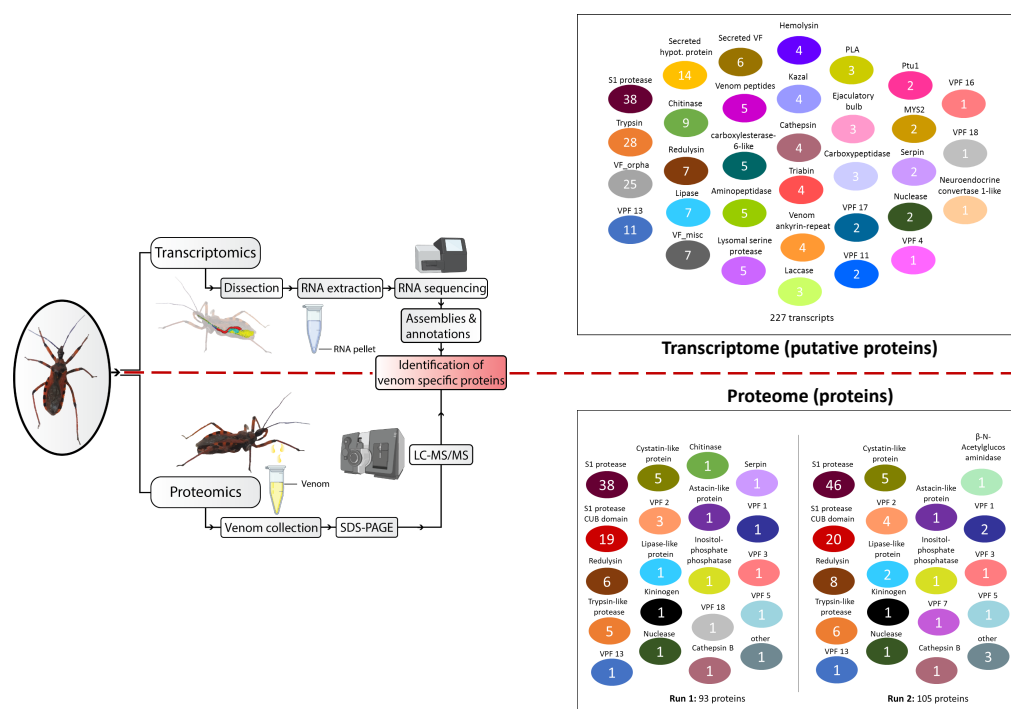 Transcriptomics
Dissection
RNA extraction
RNA sequencing
RNA pellet
Assemblies &
annotations
Identification of
venom specific proteins
LC-MS/MS
Proteomics
Venom
Venom collection
SDS-PAGE
Hemolysin
4
Secreted VF
6
Secreted
hypot. protein
14
PLA
3
Ptu1
2
S1 protease
38
Venom peptides
5
Kazal
4
VPF 16
1
Chitinase
9
Ejaculatory
bulb
3
MYS2
2
Trypsin
28
carboxylesterase-
6-like
5
Cathepsin
4
VPF 18
1
Redulysin
7
Carboxypeptidase
3
Serpin
2
VF_orpha
25
Triabin
4
Neuroendocrine
convertase 1-like
1
Lipase
7
Aminopeptidase
5
Nuclease
2
VPF 13
11
Venom
ankyrin-repeat
4
VPF 17
2
VF_misc
7
Lysomal serine
protease
5
VPF 11
2
VPF 4
1
Laccase
3
227 transcripts
Transcriptome (putative proteins)
Proteome (proteins)
S1 protease
38
Cystatin-like
protein
5
Chitinase
1
Serpin
1
S1 protease
CUB domain
19
VPF 2
3
Astacin-like
protein
1
VPF 1
1
Redulysin
6
Lipase-like
protein
1
Inositol-
phosphate
phosphatase
1
VPF 3
1
Trypsin-like
protease
5
Kininogen
1
VPF 18
1
VPF 5
1
VPF 13
1
Nuclease
1
Cathepsin B
1
other
1
Run 1: 93 proteins
S1 protease
46
Cystatin-like
protein
5
β-N-
Acetylglucos
aminidase
1
S1 protease
CUB domain
20
VPF 2
4
Astacin-like
protein
1
VPF 1
2
Redulysin
8
Lipase-like
protein
2
Inositol-
phosphate
phosphatase
1
VPF 3
1
Trypsin-like
protease
6
Kininogen
1
VPF 7
1
VPF 5
1
VPF 13
1
Nuclease
1
Cathepsin B
1
other
3
Run 2: 105 proteins